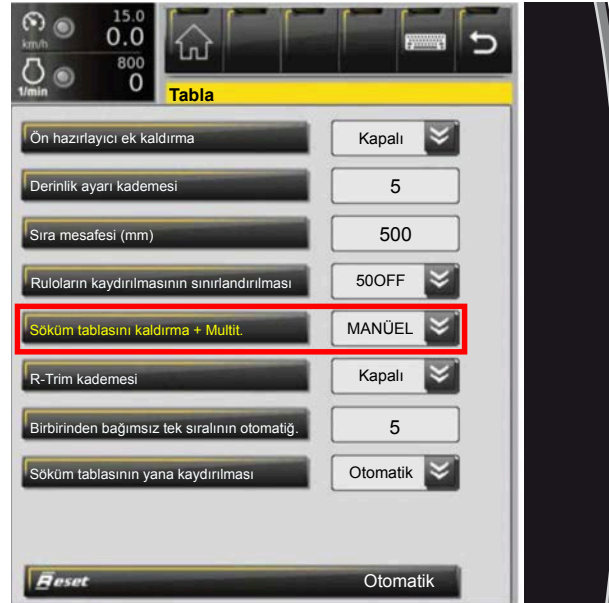 15.0
km/h 0.0
800
1/min 0
Tabla
Ön hazırlayıcı ek kaldırma Kapalı
Derinlik ayarı kademesi 5
Sıra mesafesi (mm) 500
Ruloların kaydırılmasının sınırlandırılması 50OFF
Söküm tablasını kaldırma + Multit. MANÜEL
R-Trim kademesi Kapalı
Birbirinden bağımsız tek sıralının otomatiğ. 5
Söküm tablasının yana kaydırılması Otomatik
Reset Otomatik